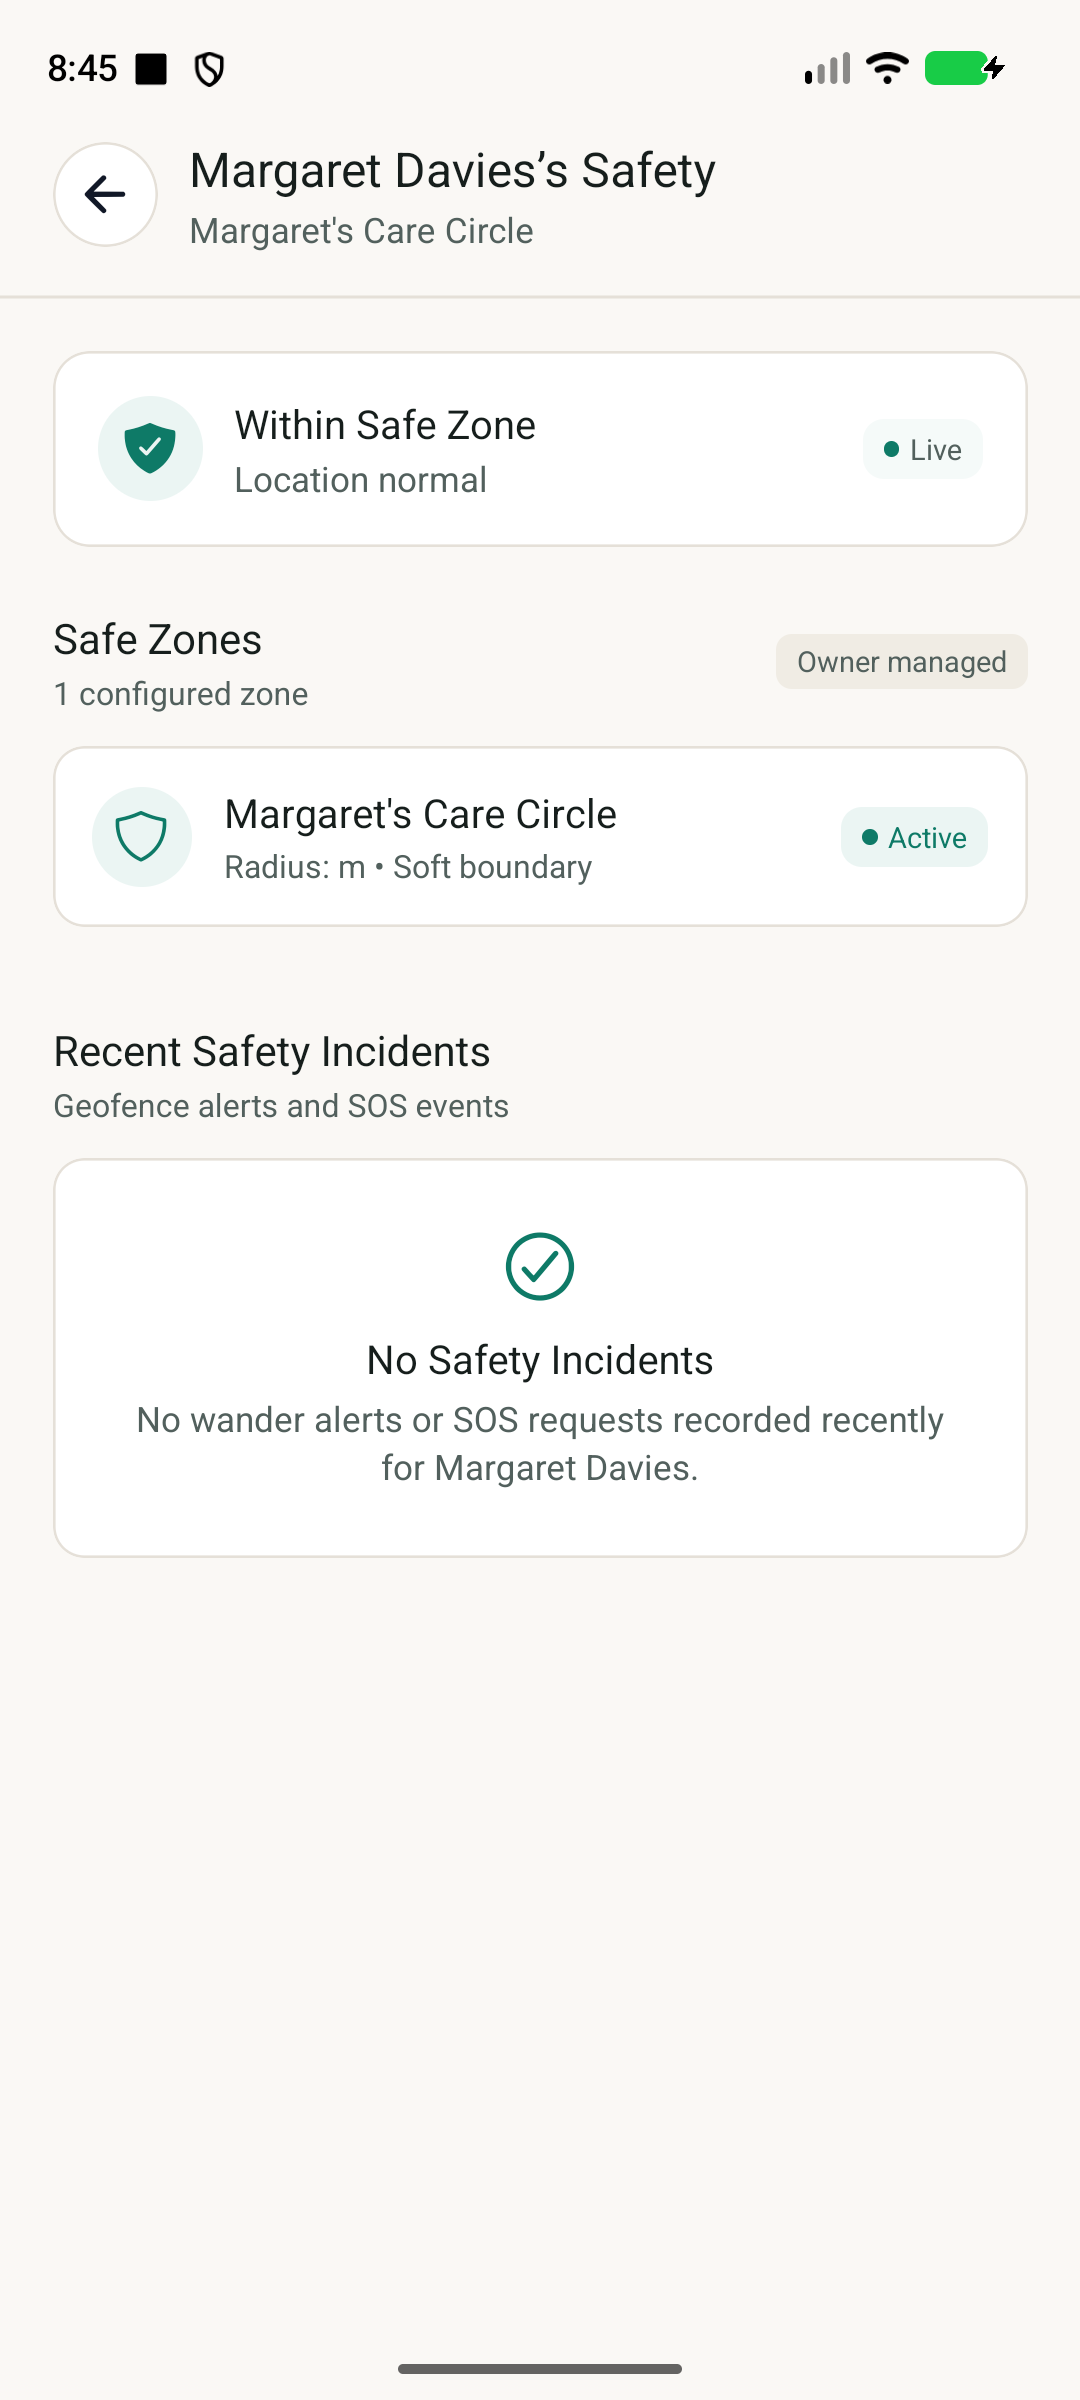 8:45
Margaret Davies’s Safety
Margaret's Care Circle
Within Safe Zone
Location normal
Live
Safe Zones
1 configured zone
Owner managed
Margaret's Care Circle
Radius: m • Soft boundary
Active
Recent Safety Incidents
Geofence alerts and SOS events
No Safety Incidents
No wander alerts or SOS requests recorded recently
for Margaret Davies.